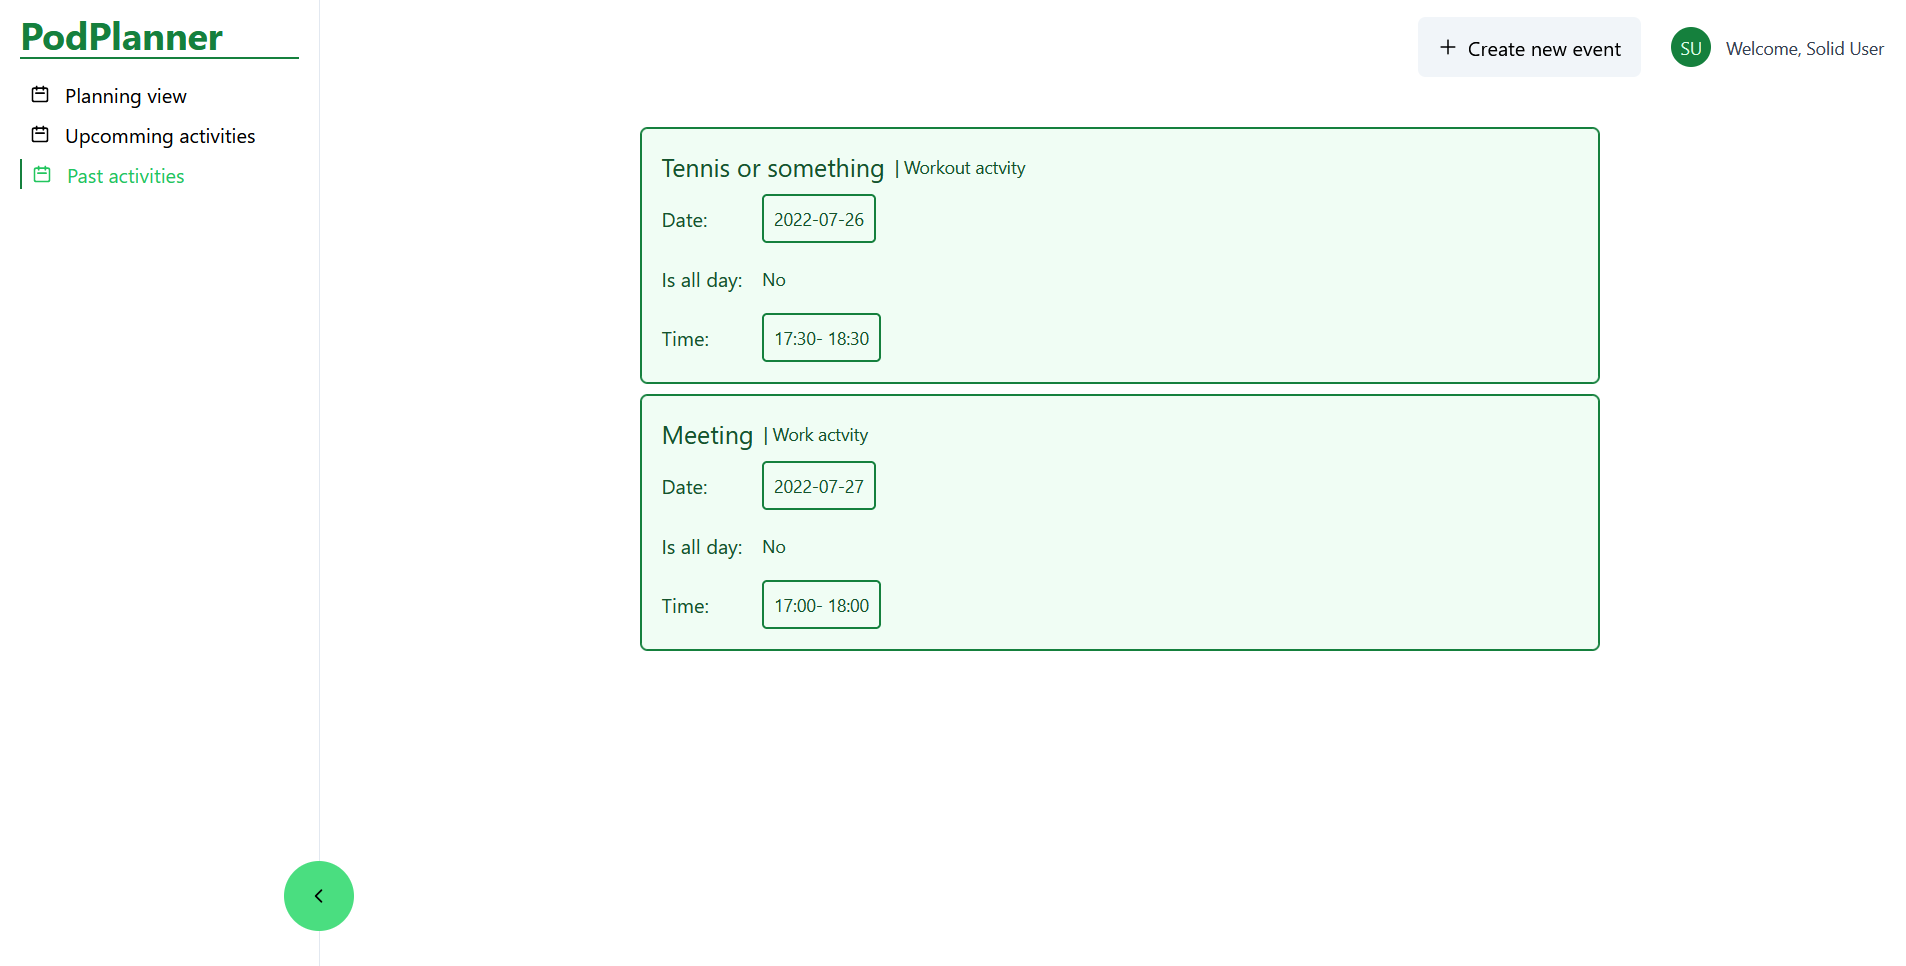 PodPlanner
Planning view
Upcomming activities
Past activities
Create new event
SU
Welcome, Solid User
Tennis or something | Workout actvity
Date: 2022-07-26
Is all day: No
Time: 17:30- 18:30
Meeting | Work actvity
Date: 2022-07-27
Is all day: No
Time: 17:00- 18:00